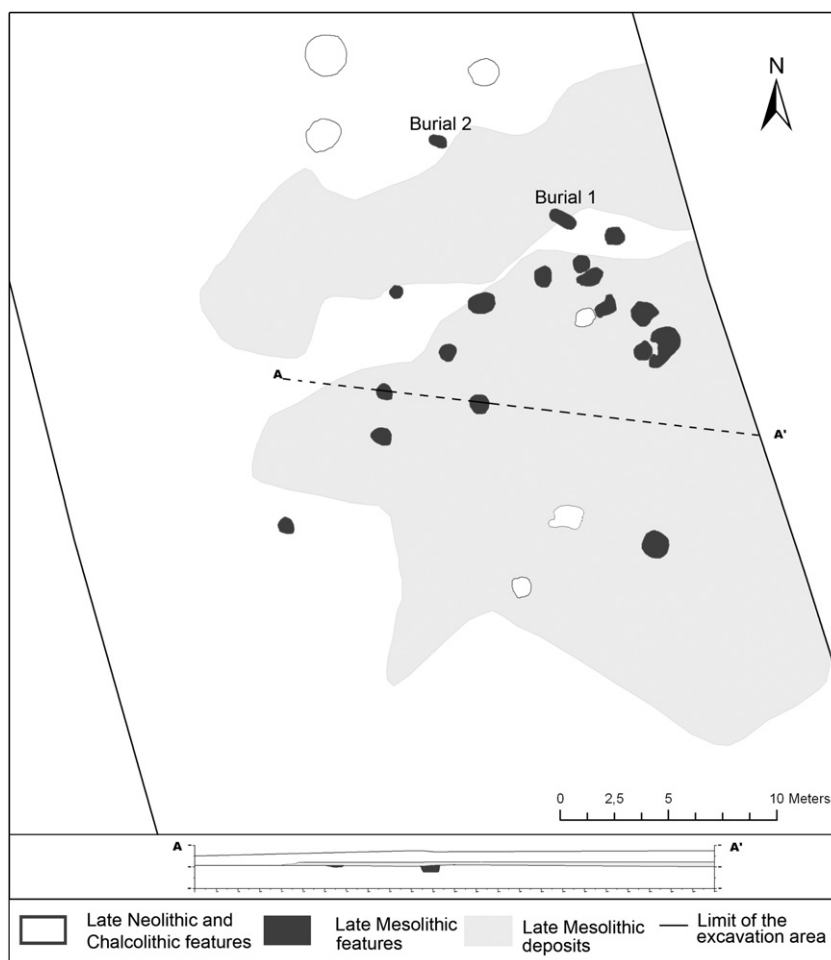 N
Burial 2
Burial 1
A
A'
0 2,5 5 10 Meters
A A'
Late Neolithic and
Chalcolithic features
Late Mesolithic
features
Late Mesolithic
deposits
Limit of the
excavation area